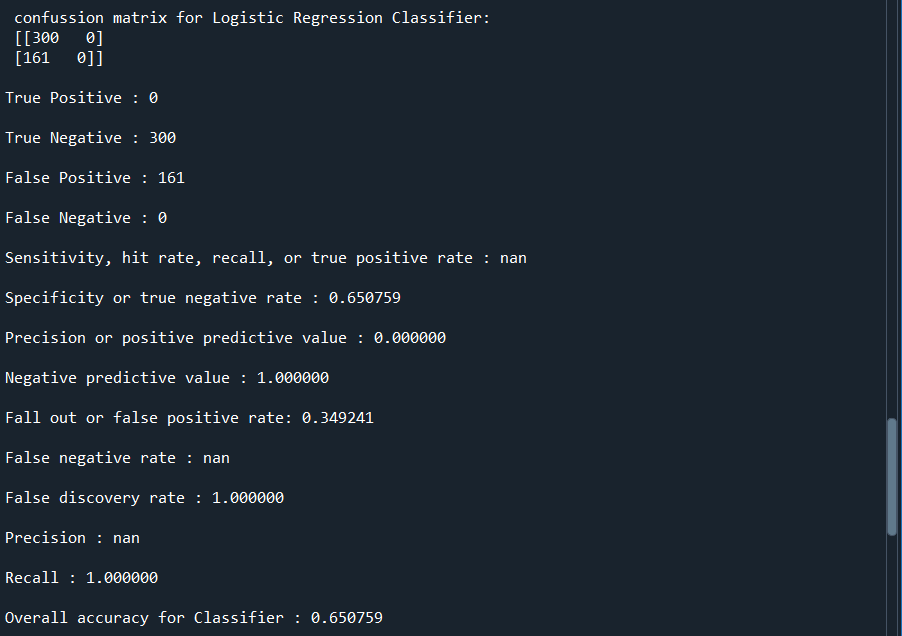 confussion matrix for Logistic Regression Classifier:
[[300   0]
[161   0]]
True Positive : 0
True Negative : 300
False Positive : 161
False Negative : 0
Sensitivity, hit rate, recall, or true positive rate : nan
Specificity or true negative rate : 0.650759
Precision or positive predictive value : 0.000000
Negative predictive value : 1.000000
Fall out or false positive rate: 0.349241
False negative rate : nan
False discovery rate : 1.000000
Precision : nan
Recall : 1.000000
Overall accuracy for Classifier : 0.650759